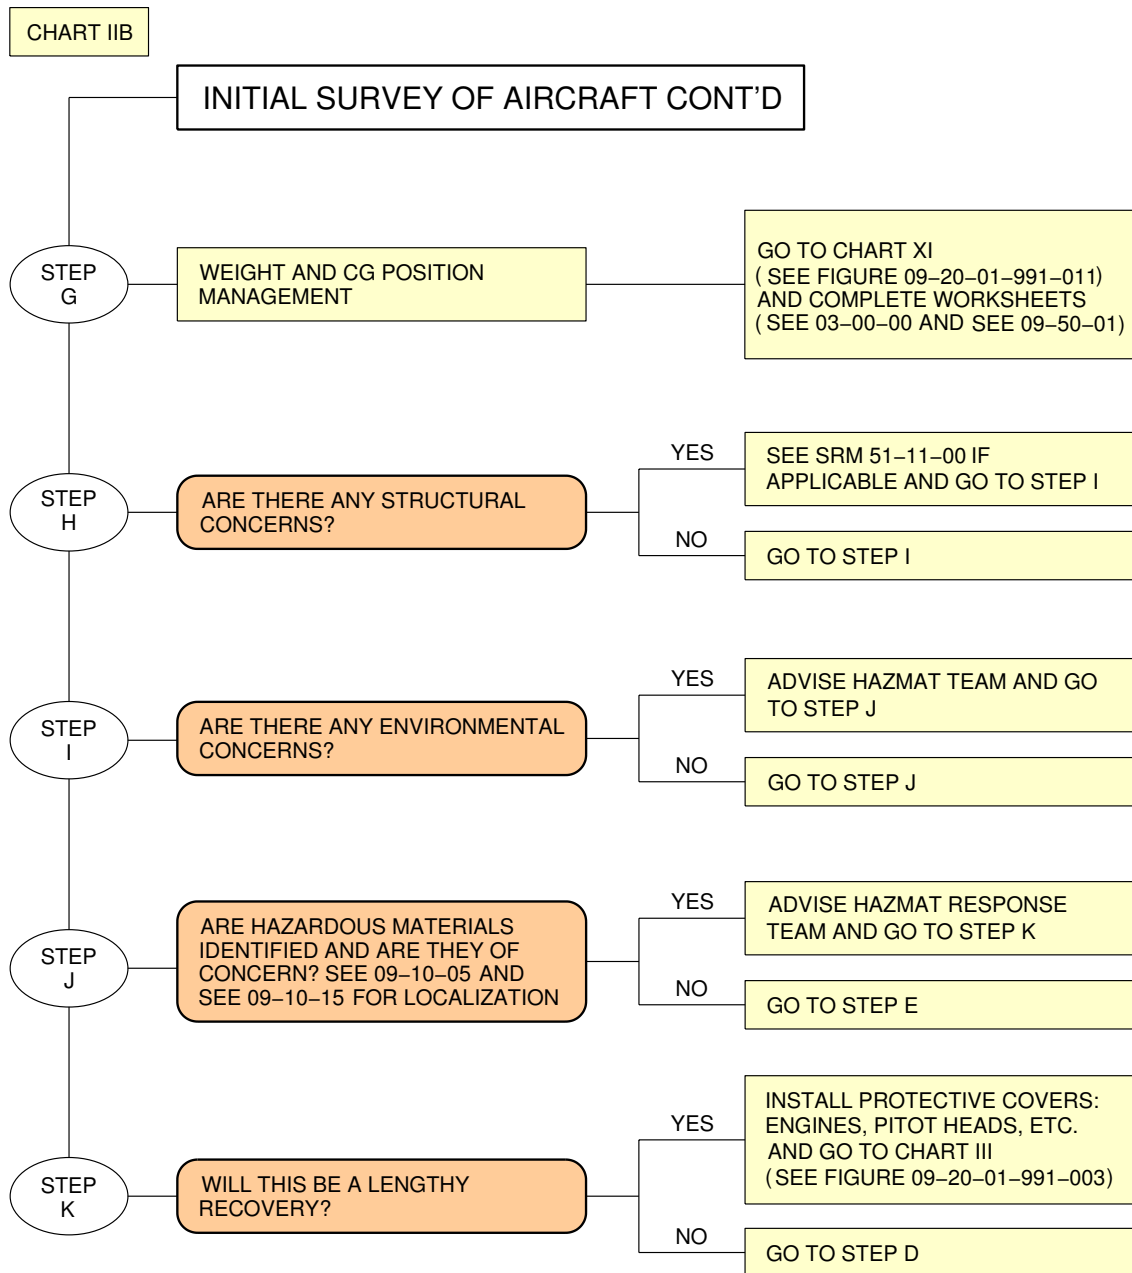 CHART IIB
INITIAL SURVEY OF AIRCRAFT CONT'D
STEP
G
WEIGHT AND CG POSITION
MANAGEMENT
GO TO CHART XI
( SEE FIGURE 09−20−01−991−011)
AND COMPLETE WORKSHEETS
( SEE 03−00−00 AND SEE 09−50−01)
STEP
H
ARE THERE ANY STRUCTURAL
CONCERNS?
YES
SEE SRM 51−11−00 IF
APPLICABLE AND GO TO STEP I
NO
GO TO STEP I
STEP
I
ARE THERE ANY ENVIRONMENTAL
CONCERNS?
YES
ADVISE HAZMAT TEAM AND GO
TO STEP J
NO
GO TO STEP J
STEP
J
ARE HAZARDOUS MATERIALS
IDENTIFIED AND ARE THEY OF
CONCERN? SEE 09−10−05 AND
SEE 09−10−15 FOR LOCALIZATION
YES
ADVISE HAZMAT RESPONSE
TEAM AND GO TO STEP K
NO
GO TO STEP E
STEP
K
WILL THIS BE A LENGTHY
RECOVERY?
YES
INSTALL PROTECTIVE COVERS:
ENGINES, PITOT HEADS, ETC.
AND GO TO CHART III
(SEE FIGURE 09−20−01−991−003)
NO
GO TO STEP D